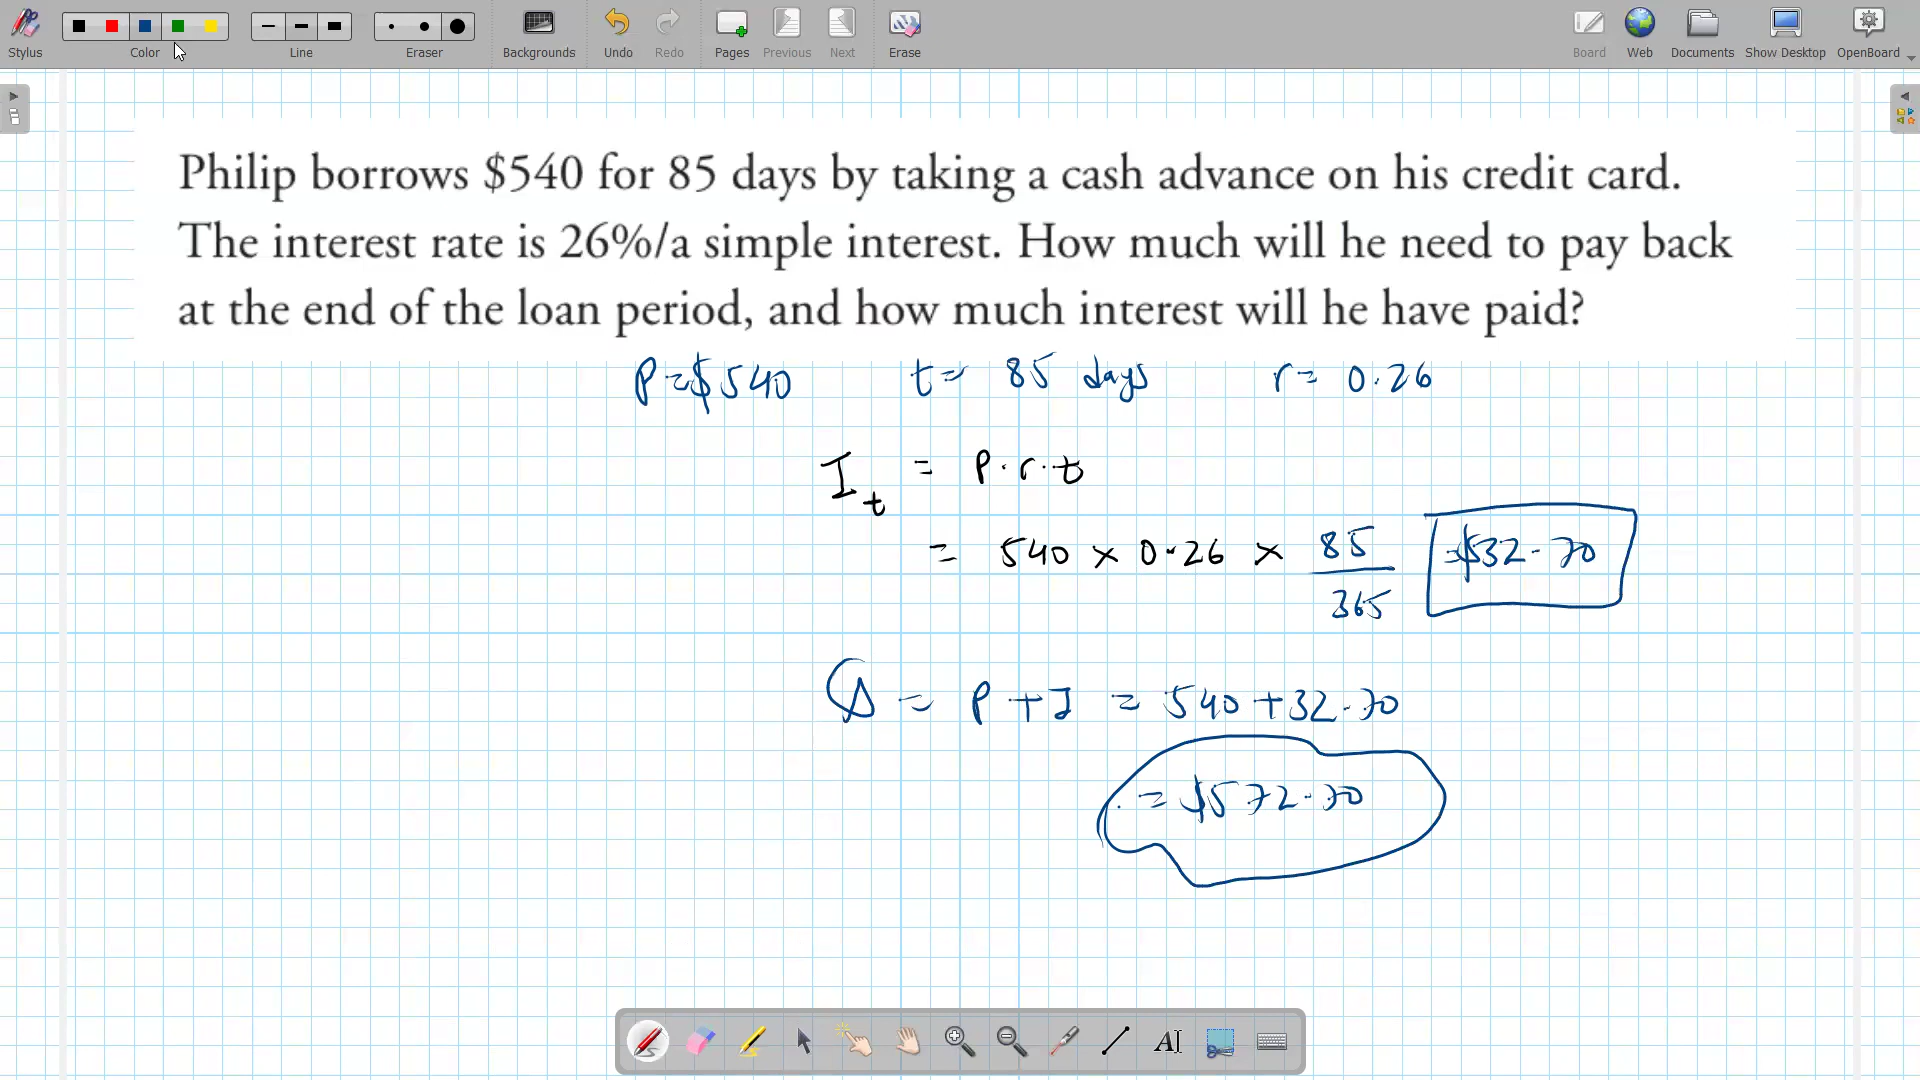 Stylus Color Line Eraser Backgrounds Undo Redo Pages Previous Next Erase Board Web Documents Show Desktop OpenBoard
Philip borrows $540 for 85 days by taking a cash advance on his credit card.
The interest rate is 26%/a simple interest. How much will he need to pay back
at the end of the loan period, and how much interest will he have paid?
P=$540 t= 85 days r= 0.26
I_t = P.r.t
= 540 × 0.26 × 85/365 =$32.70
A = P+I = 540+32.70
= $572.70
A